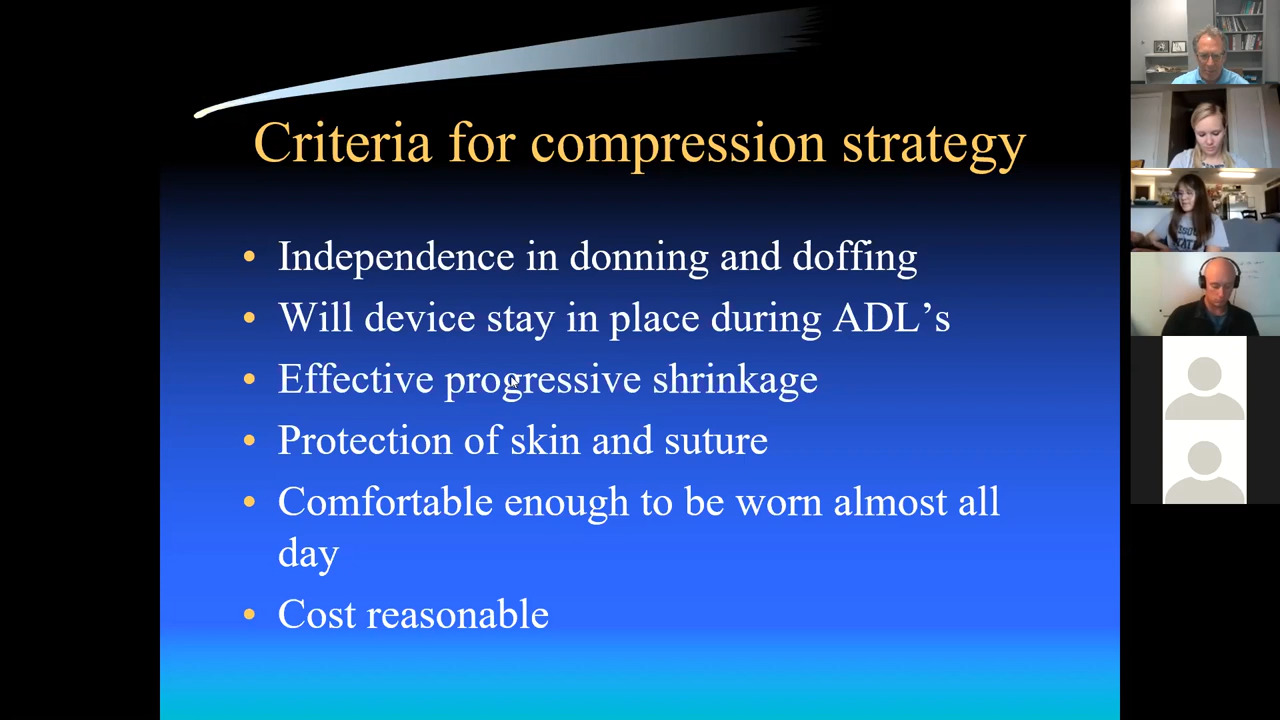 Criteria for compression strategy
• Independence in donning and doffing
• Will device stay in place during ADL’s
• Effective progressive shrinkage
• Protection of skin and suture
• Comfortable enough to be worn almost all
day
• Cost reasonable